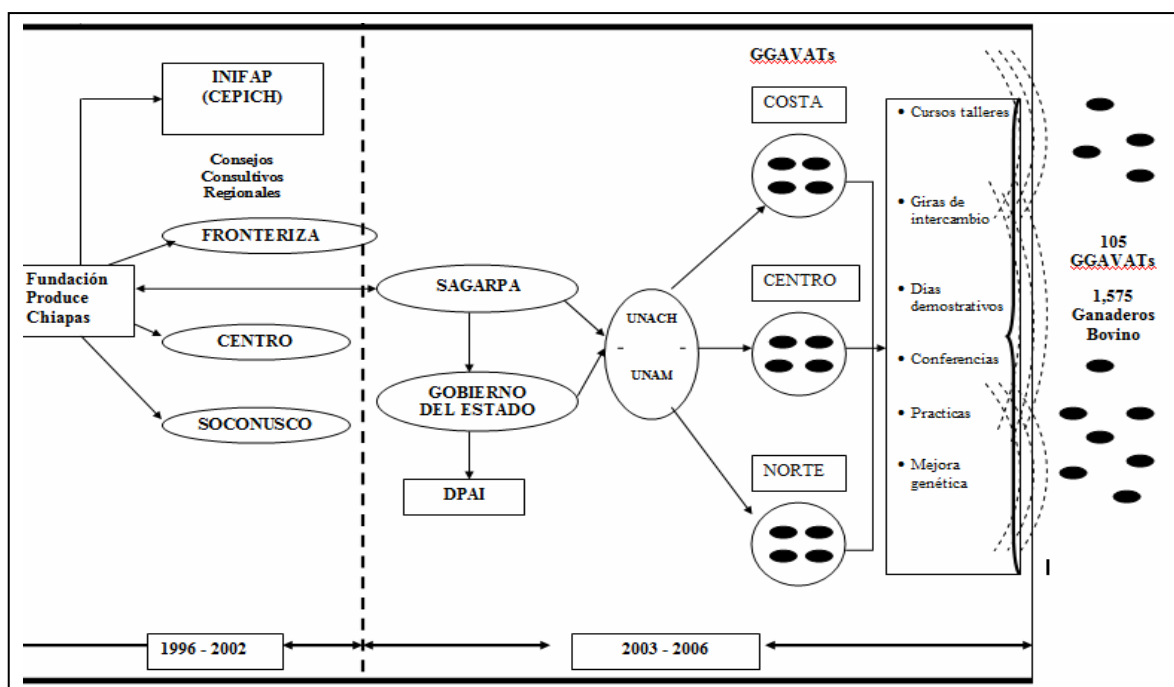 INIFAP
(CEPICH)
Consejos
Consultivos
Regionales
FRONTERIZA
Fundación
Produce
Chiapas
CENTRO
SOCONUSCO
SAGARPA
GOBIERNO
DEL ESTADO
DPAI
UNACH
-      -
UNAM
GGAVATs
COSTA
CENTRO
NORTE
• Cursos talleres
• Giras de
intercambio
• Dias
demostrativos
• Conferencias
• Practicas
• Mejora
genética
105
GGAVATs
1,575
Ganaderos
Bovino
1996 - 2002
2003 - 2006